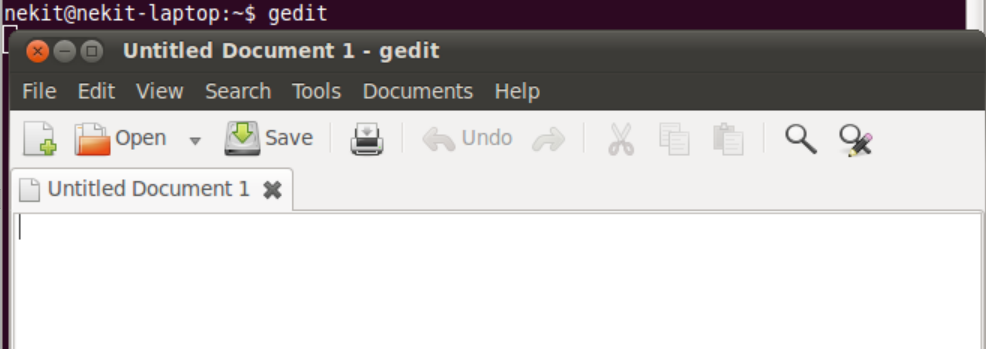 nekit@nekit-laptop:~$ gedit
Untitled Document 1 - gedit
File Edit View Search Tools Documents Help
Open Save Undo
Untitled Document 1